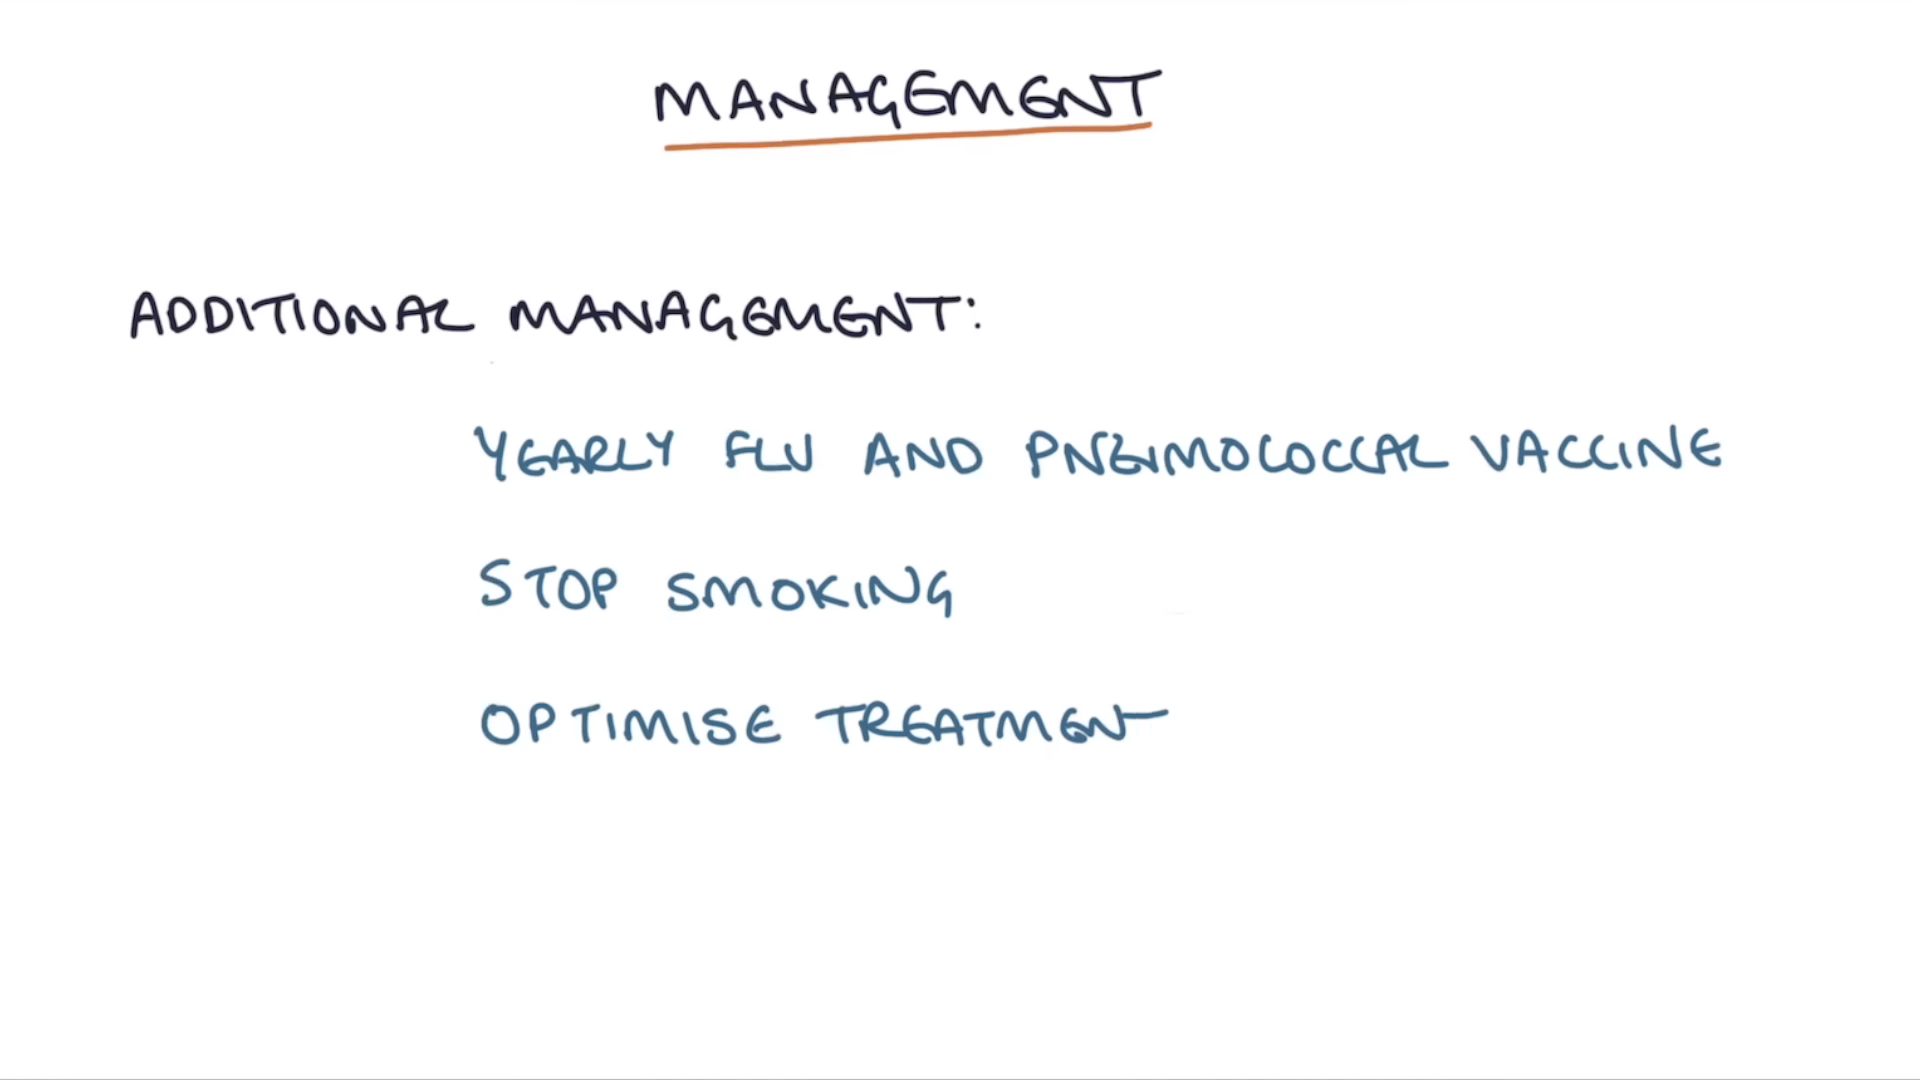 MANAGEMENT
ADDITIONAL MANAGEMENT:
YEARLY FLU AND PNEUMOCOCCAL VACCINE
STOP SMOKING
OPTIMISE TREATMENT